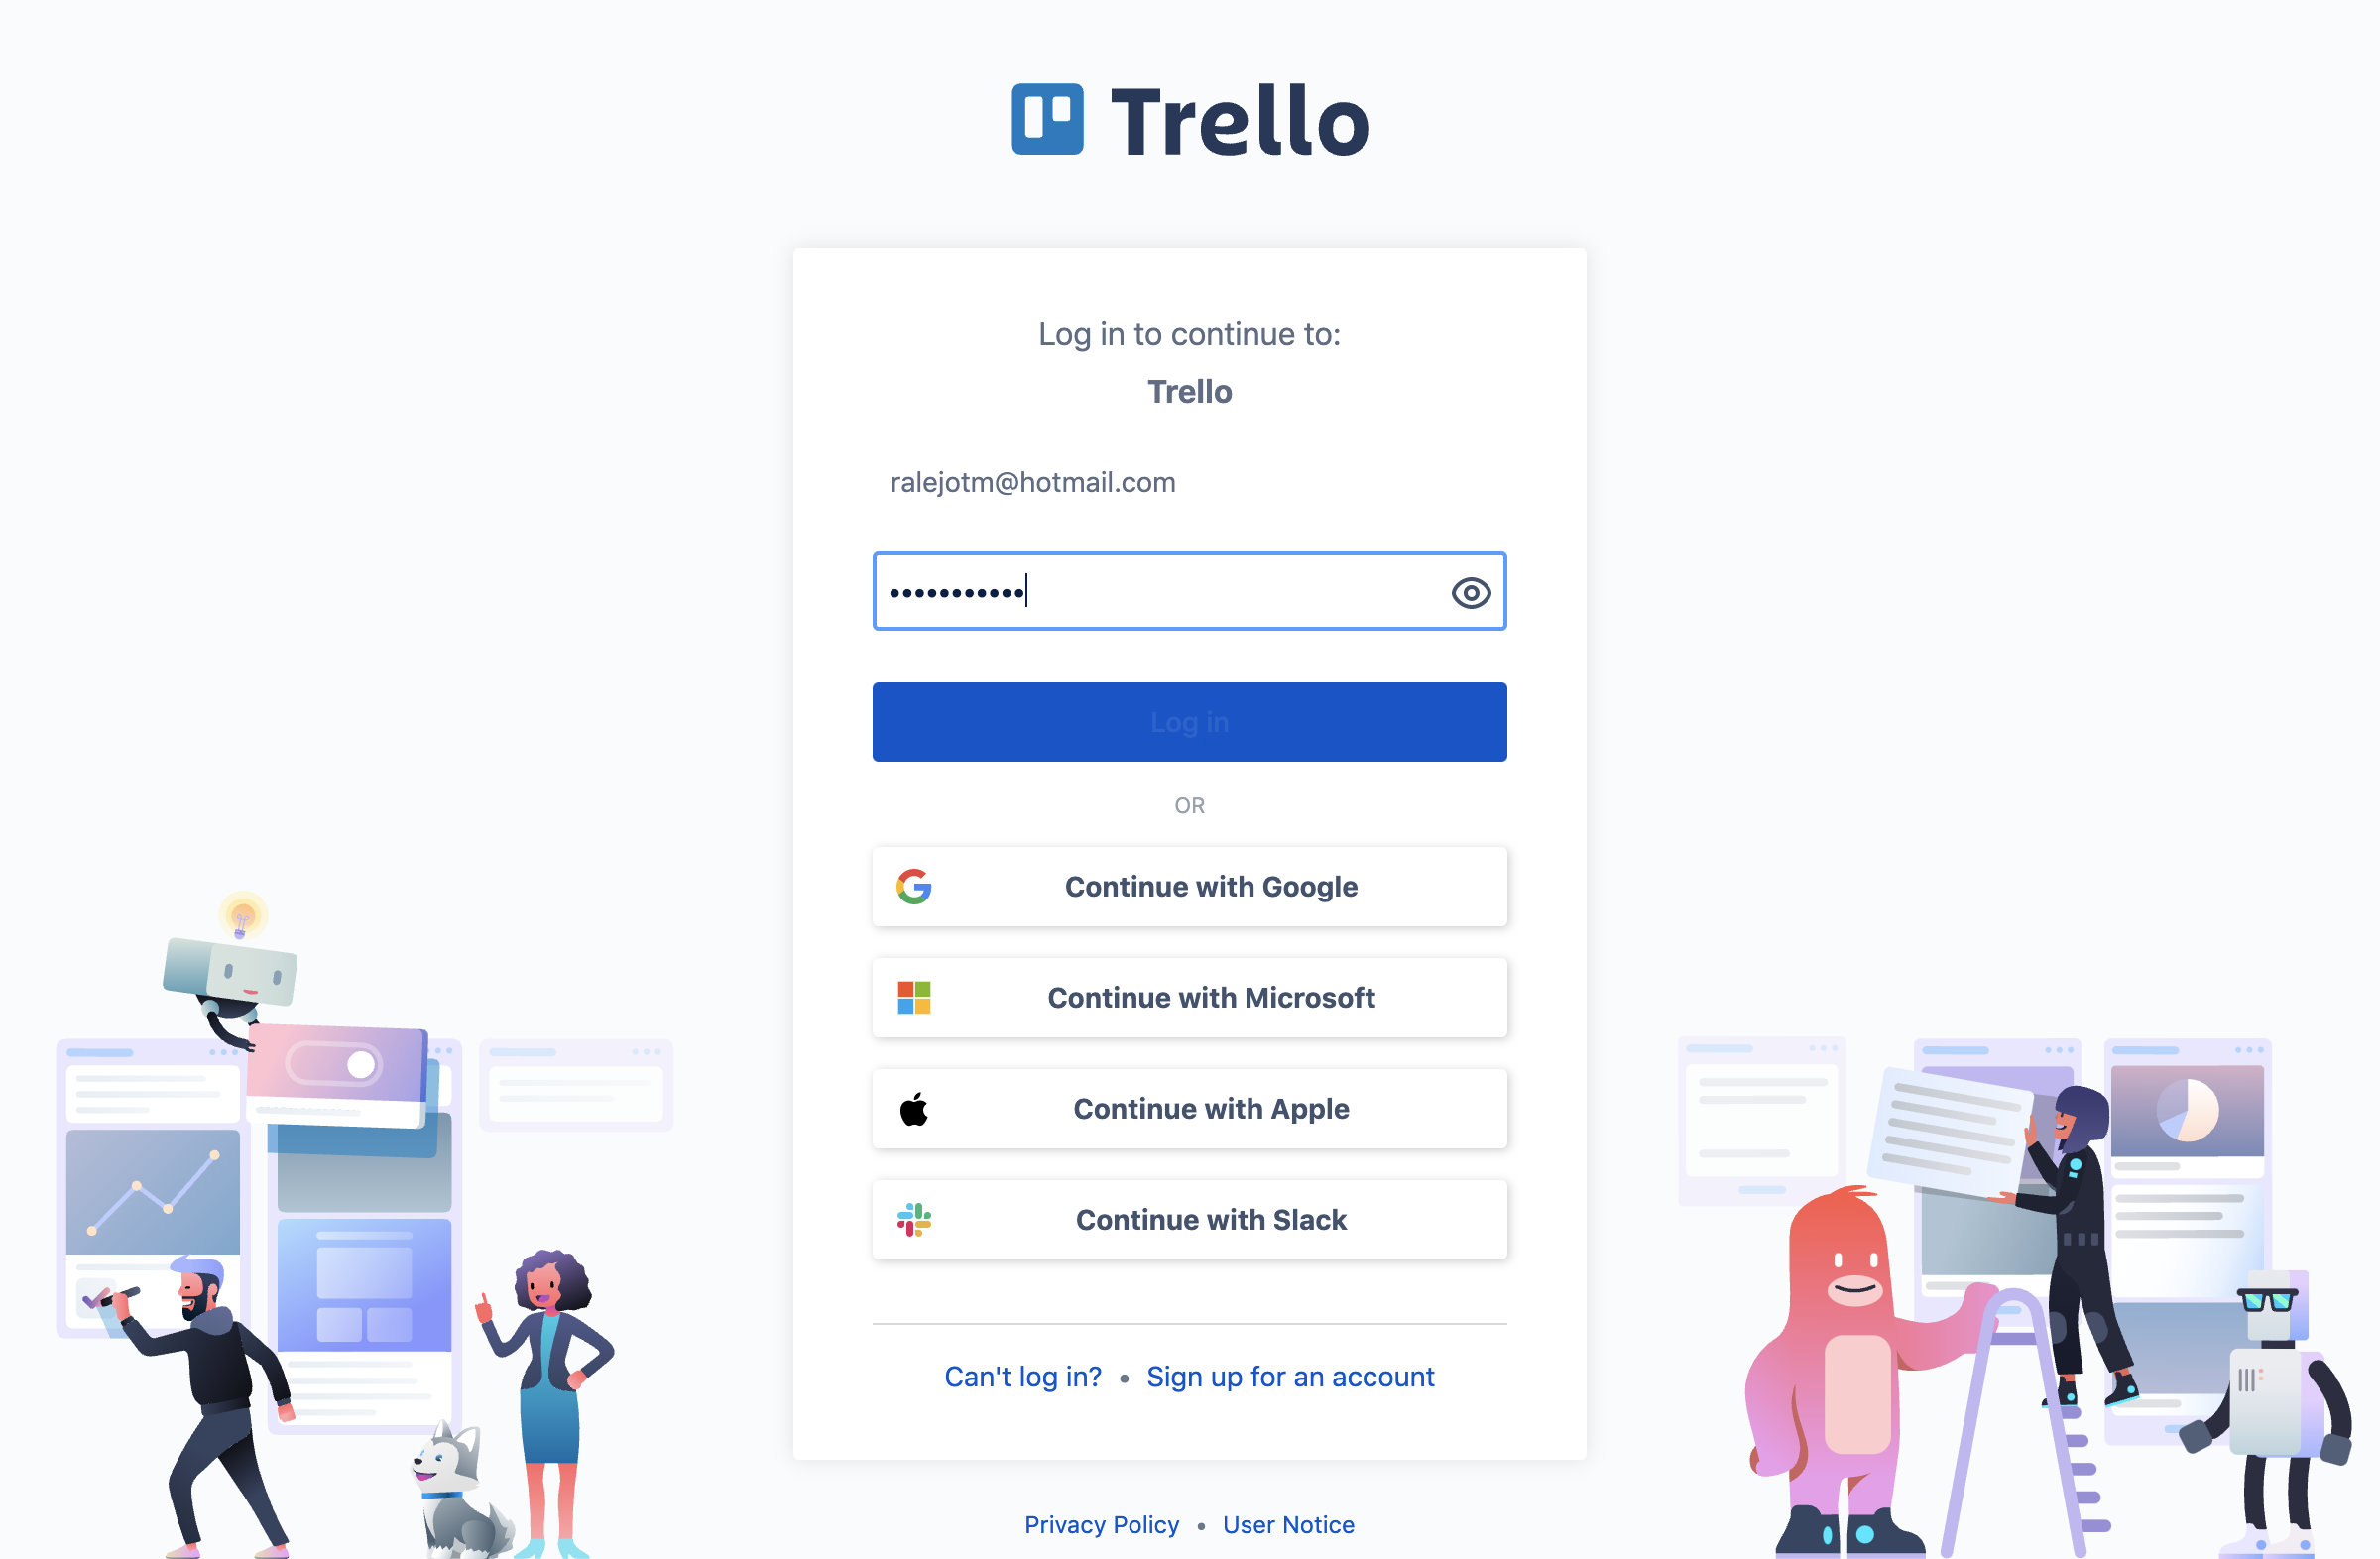 Trello
Log in to continue to:
Trello
ralejotm@hotmail.com
•••••••••••
Log in
OR
Continue with Google
Continue with Microsoft
Continue with Apple
Continue with Slack
Can't log in? • Sign up for an account
Privacy Policy • User Notice